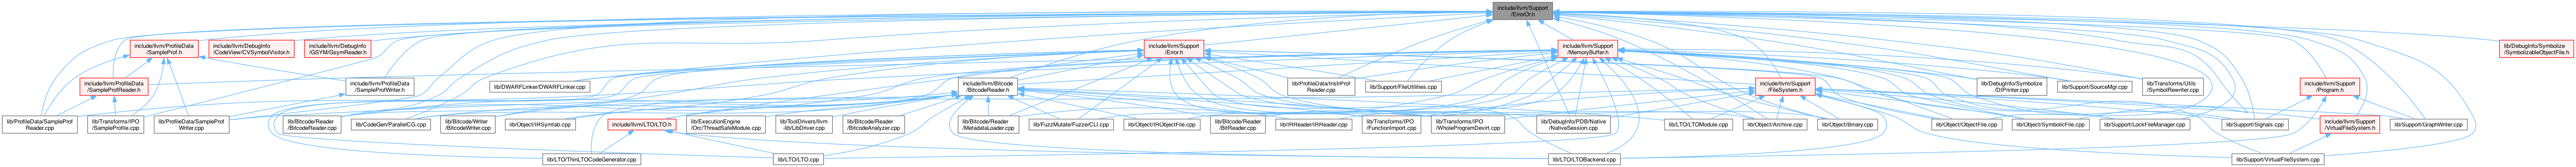 include/llvm/Support
/ErrorOr.h
include/llvm/ProfileData
/SampleProf.h
include/llvm/DebugInfo
/CodeView/CVSymbolVisitor.h
include/llvm/DebugInfo
/GSYM/GsymReader.h
include/llvm/Support
/Error.h
include/llvm/Support
/MemoryBuffer.h
lib/DebugInfo/Symbolize
/SymbolizableObjectFile.h
include/llvm/ProfileData
/SampleProfReader.h
include/llvm/ProfileData
/SampleProfWriter.h
lib/DWARFLinker/DWARFLinker.cpp
include/llvm/Bitcode
/BitcodeReader.h
lib/ProfileData/InstrProf
Reader.cpp
lib/Support/FileUtilities.cpp
include/llvm/Support
/FileSystem.h
lib/DebugInfo/Symbolize
/DIPrinter.cpp
lib/Support/SourceMgr.cpp
lib/Transforms/Utils
/SymbolRewriter.cpp
include/llvm/Support
/Program.h
lib/ProfileData/SampleProf
Reader.cpp
lib/Transforms/IPO
/SampleProfile.cpp
lib/ProfileData/SampleProf
Writer.cpp
lib/Bitcode/Reader
/BitcodeReader.cpp
lib/CodeGen/ParallelCG.cpp
lib/Bitcode/Writer
/BitcodeWriter.cpp
lib/Object/IRSymtab.cpp
include/llvm/LTO/LTO.h
lib/ExecutionEngine
/Orc/ThreadSafeModule.cpp
lib/ToolDrivers/llvm
-lib/LibDriver.cpp
lib/Bitcode/Reader
/BitcodeAnalyzer.cpp
lib/Bitcode/Reader
/MetadataLoader.cpp
lib/FuzzMutate/FuzzerCLI.cpp
lib/Object/IRObjectFile.cpp
lib/Bitcode/Reader
/BitReader.cpp
lib/IRReader/IRReader.cpp
lib/Transforms/IPO
/FunctionImport.cpp
lib/Transforms/IPO
/WholeProgramDevirt.cpp
lib/DebugInfo/PDB/Native
/NativeSession.cpp
lib/LTO/LTOModule.cpp
lib/Object/Archive.cpp
lib/Object/Binary.cpp
lib/Object/ObjectFile.cpp
lib/Object/SymbolicFile.cpp
lib/Support/LockFileManager.cpp
lib/Support/Signals.cpp
include/llvm/Support
/VirtualFileSystem.h
lib/Support/GraphWriter.cpp
lib/LTO/ThinLTOCodeGenerator.cpp
lib/LTO/LTO.cpp
lib/LTO/LTOBackend.cpp
lib/Support/VirtualFileSystem.cpp